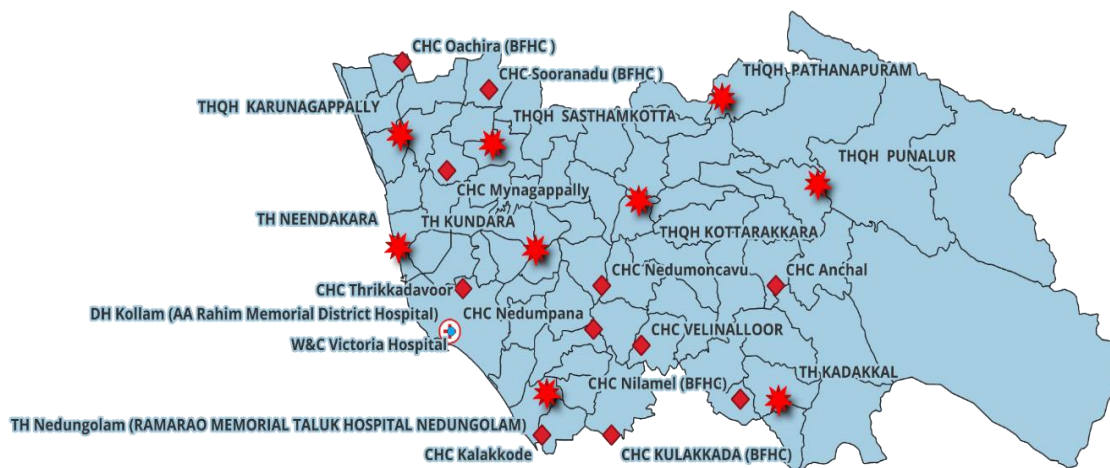 CHC Oachira (BFHC )
CHC Sooranadu (BFHC )
THQH PATHANAPURAM
THQH KARUNAGAPPALLY
THQH SASTHAMKOTTA
THQH PUNALUR
CHC Mynagappally
TH NEENDAKARA
TH KUNDARA
THQH KOTTARAKKARA
CHC Nedumoncavu
CHC Anchal
CHC Thrikkadavoor
DH Kollam (AA Rahim Memorial District Hospital)
CHC Nedumpana
CHC VELINALLOOR
W&C Victoria Hospital
TH KADAKKAL
CHC Nilamel (BFHC)
TH Nedungolam (RAMARAO MEMORIAL TALUK HOSPITAL NEDUNGOLAM)
CHC Kalakkode
CHC KULAKKADA (BFHC)